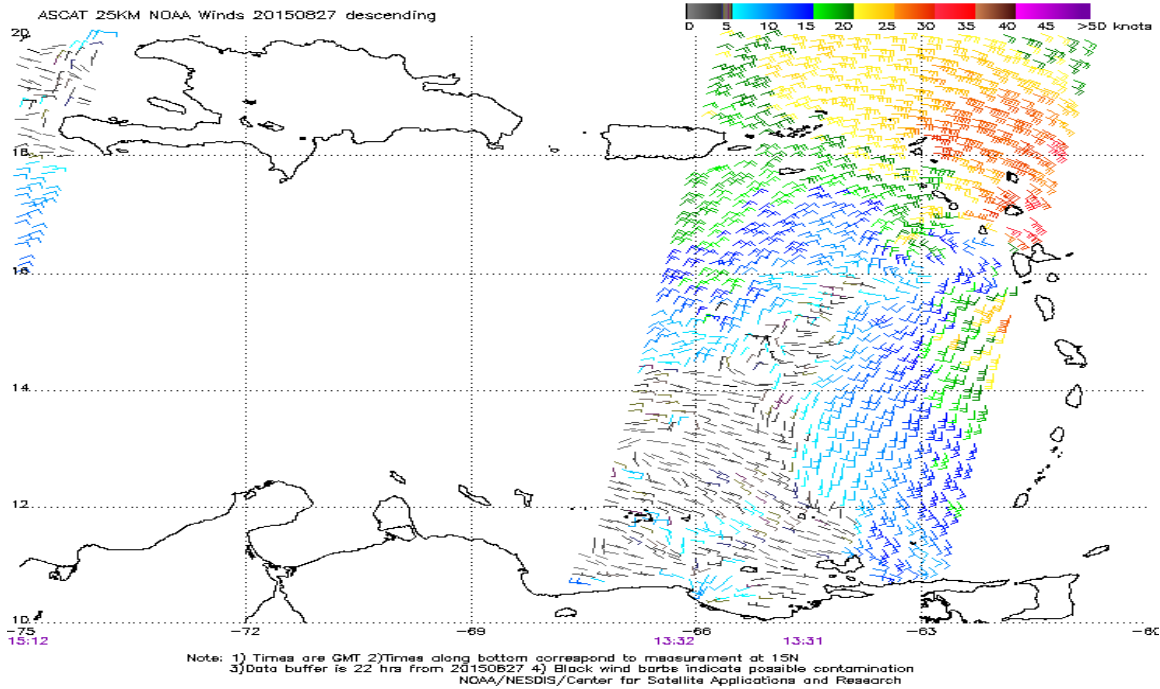 ASCAT 25KM NOAA Winds 20150827 descending
0 5 10 15 20 25 30 35 40 45 >50 knots
20
18
16
14
12
10
-75 -72 -69 -66 -63 -60
15:12 13:32 13:31
Note: 1) Times are GMT 2)Times along bottom correspond to measurement at 15N
3)Data buffer is 22 hrs from 20150827 4) Black wind barbs indicate possible contamination
NOAA/NESDIS/Center for Satellite Applications and Research